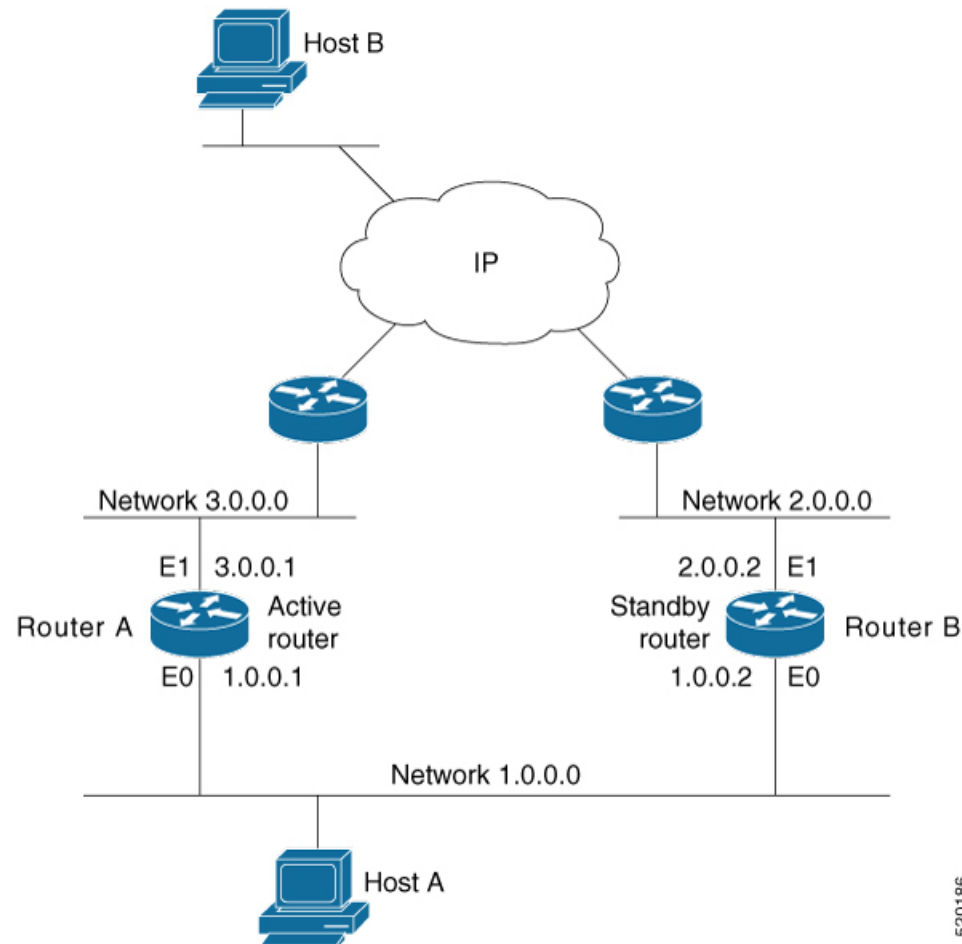 Host B
IP
Network 3.0.0.0
Network 2.0.0.0
E1 3.0.0.1
2.0.0.2 E1
Router A
Active
router
Standby
router
Router B
E0 1.0.0.1
1.0.0.2 E0
Network 1.0.0.0
Host A
520186